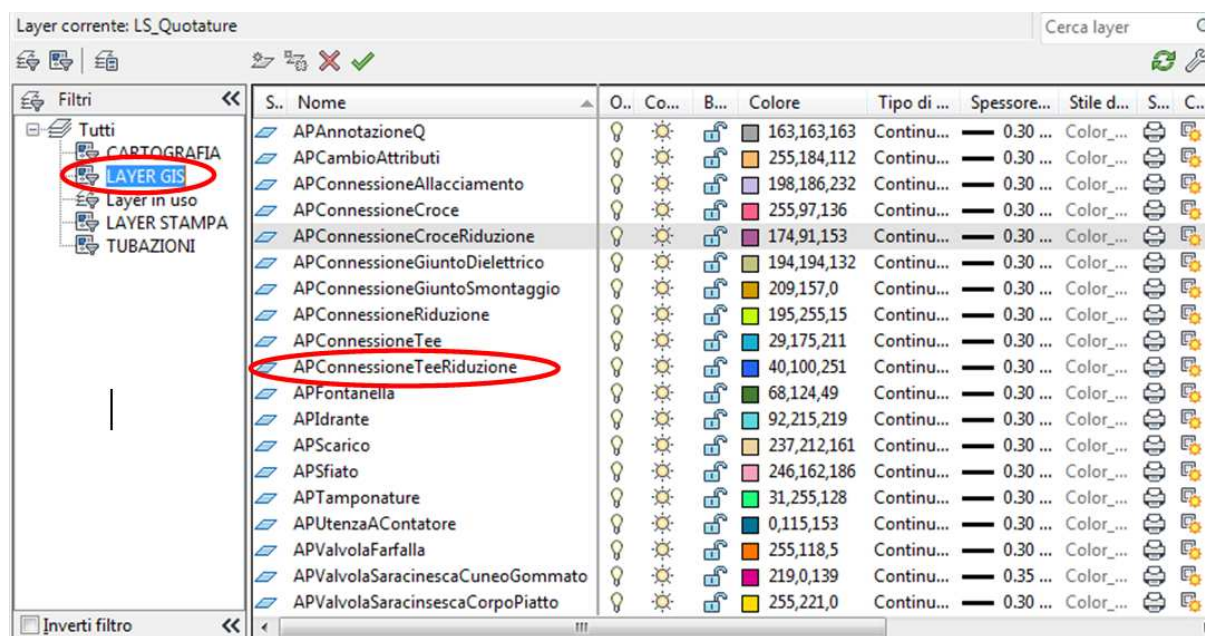 Layer corrente: LS_Quotature
Cerca layer
Filtri
Tutti
CARTOGRAFIA
LAYER GIS
Layer in uso
LAYER STAMPA
TUBAZIONI
Inverti filtro
S.. Nome O.. Co... B... Colore Tipo di ... Spessore... Stile d... S... C..
APAnnotazioneQ 163,163,163 Continu... 0.30 ... Color_...
APCambioAttributi 255,184,112 Continu... 0.30 ... Color_...
APConnessioneAllacciamento 198,186,232 Continu... 0.30 ... Color_...
APConnessioneCroce 255,97,136 Continu... 0.30 ... Color_...
APConnessioneCroceRiduzione 174,91,153 Continu... 0.30 ... Color_...
APConnessioneGiuntoDielettrico 194,194,132 Continu... 0.30 ... Color_...
APConnessioneGiuntoSmontaggio 209,157,0 Continu... 0.30 ... Color_...
APConnessioneRiduzione 195,255,15 Continu... 0.30 ... Color_...
APConnessioneTee 29,175,211 Continu... 0.30 ... Color_...
APConnessioneTeeRiduzione 40,100,251 Continu... 0.30 ... Color_...
APFontanella 68,124,49 Continu... 0.30 ... Color_...
APIdrante 92,215,219 Continu... 0.30 ... Color_...
APScarico 237,212,161 Continu... 0.30 ... Color_...
APSfiato 246,162,186 Continu... 0.30 ... Color_...
APTamponature 31,255,128 Continu... 0.30 ... Color_...
APUtenzaAContatore 0,115,153 Continu... 0.30 ... Color_...
APValvolaFarfalla 255,118,5 Continu... 0.30 ... Color_...
APValvolaSaracinescaCuneoGommato 219,0,139 Continu... 0.35 ... Color_...
APValvolaSaracinsescaCorpoPiatto 255,221,0 Continu... 0.30 ... Color_...